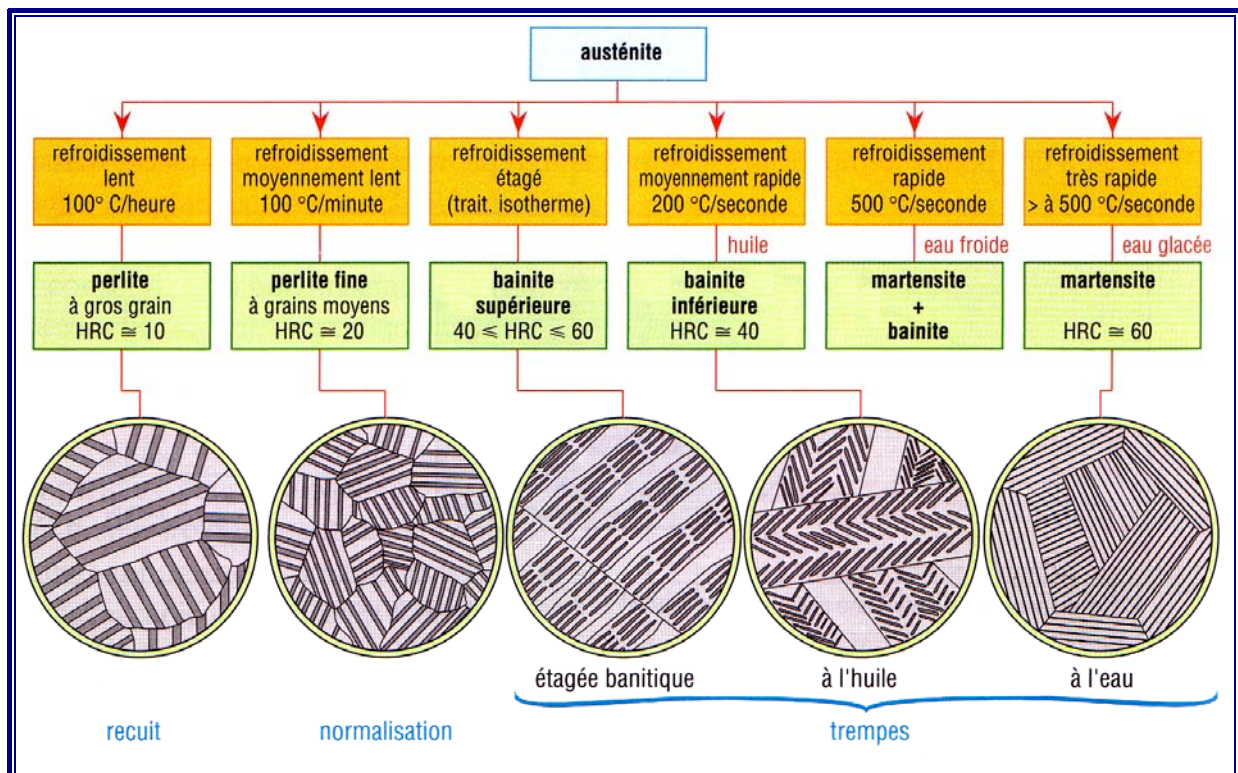 austénite
refroidissement
lent
100° C/heure
refroidissement
moyennement lent
100 °C/minute
refroidissement
étagé
(trait. isotherme)
refroidissement
moyennement rapide
200 °C/seconde
refroidissement
rapide
500 °C/seconde
refroidissement
très rapide
> à 500 °C/seconde
huile
eau froide
eau glacée
perlite
à gros grain
HRC ≅ 10
perlite fine
à grains moyens
HRC ≅ 20
bainite
supérieure
40 ⩽ HRC ⩽ 60
bainite
inférieure
HRC ≅ 40
martensite
+
bainite
martensite
HRC ≅ 60
étagée banitique
à l'huile
à l'eau
recuit
normalisation
trempes